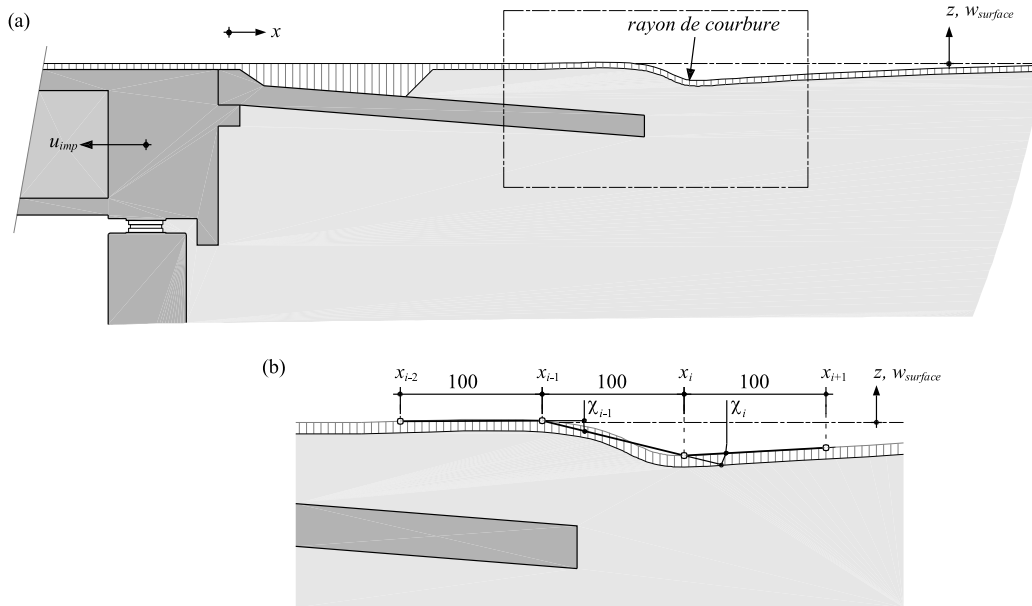 (a)
x
rayon de courbure
z, w_surface
u_imp
(b)
x_i-2 100 x_i-1 100 x_i 100 x_i+1
z, w_surface
χ_i-1 χ_i